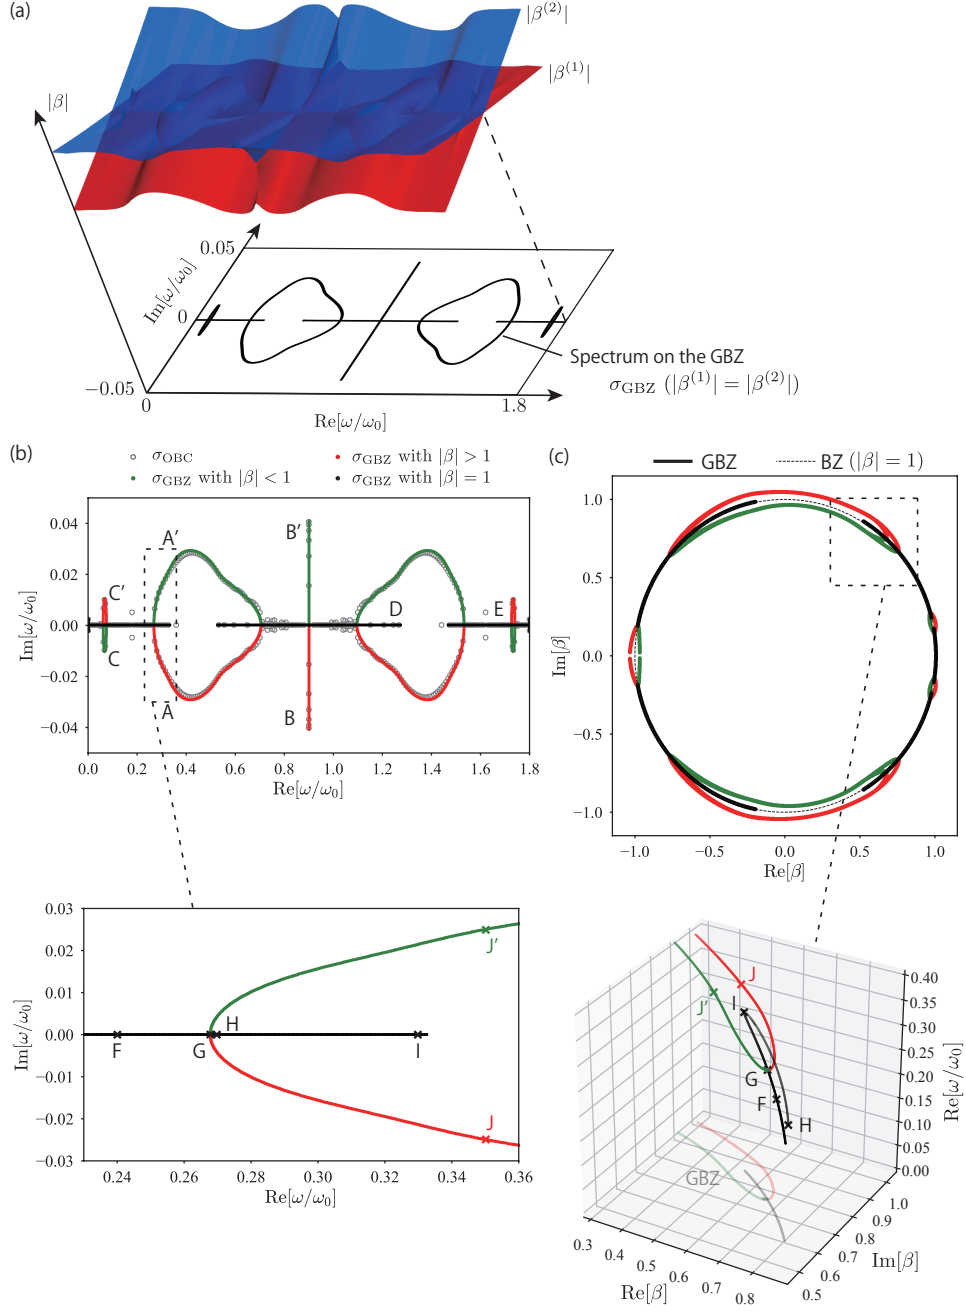 (a)
|β⁽²⁾|
|β⁽¹⁾|
|β|
0.05
Im[ω/ω₀]
0
−0.05
0
1.8
Re[ω/ω₀]
Spectrum on the GBZ
σ_GBZ (|β⁽¹⁾| = |β⁽²⁾|)
(b)
σ_OBC
σ_GBZ with |β| > 1
σ_GBZ with |β| < 1
σ_GBZ with |β| = 1
0.04
0.02
0.00
−0.02
−0.04
Im[ω/ω₀]
A′
B′
C′
D
E
C
A
B
0.0 0.2 0.4 0.6 0.8 1.0 1.2 1.4 1.6 1.8
Re[ω/ω₀]
0.03
0.02
0.01
0.00
−0.01
−0.02
−0.03
Im[ω/ω₀]
J′
H
F
G
I
J
0.24 0.26 0.28 0.30 0.32 0.34 0.36
Re[ω/ω₀]
(c)
GBZ
BZ (|β| = 1)
1.0
0.5
0.0
−0.5
−1.0
Im[β]
−1.0 −0.5 0.0 0.5 1.0
Re[β]
J
J′
I
G
F
H
GBZ
0.40
0.35
0.30
0.25
0.20
0.15
0.10
0.05
0.00
Re[ω/ω₀]
1.0
0.9
0.8
0.7
0.6
0.5
Im[β]
0.3 0.4 0.5 0.6 0.7 0.8
Re[β]